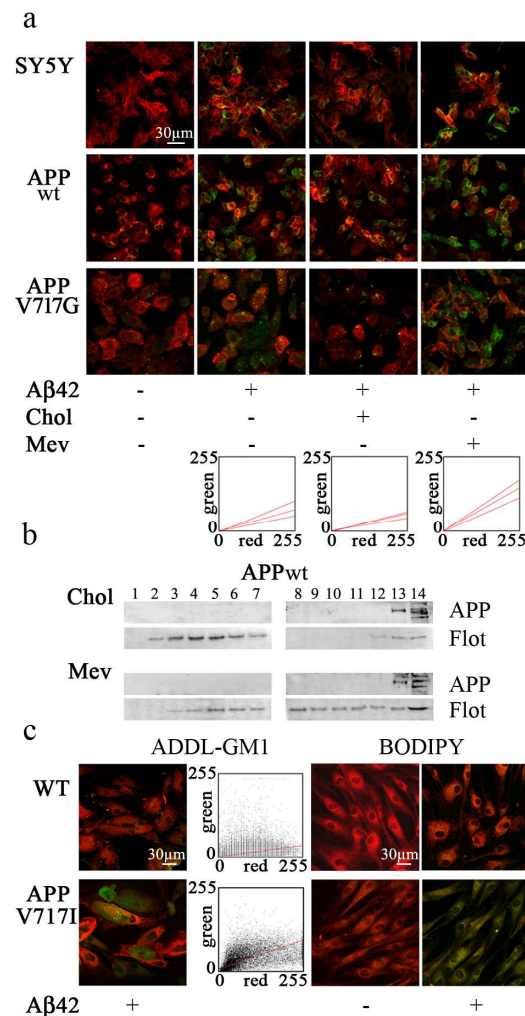 a
SY5Y
30µm
APP
wt
APP
V717G
Aβ42 - + + +
Chol - - + -
Mev - - - +
255 255 255
green green green
0 0 0
0 red 255 0 red 255 0 red 255
b
APPwt
Chol 1 2 3 4 5 6 7 8 9 10 11 12 13 14
APP
Flot
Mev
APP
Flot
c
ADDL-GM1 BODIPY
WT
255
green
0
0 red 255
30µm 30µm
APP
V717I
255
green
0
0 red 255
Aβ42 + - +